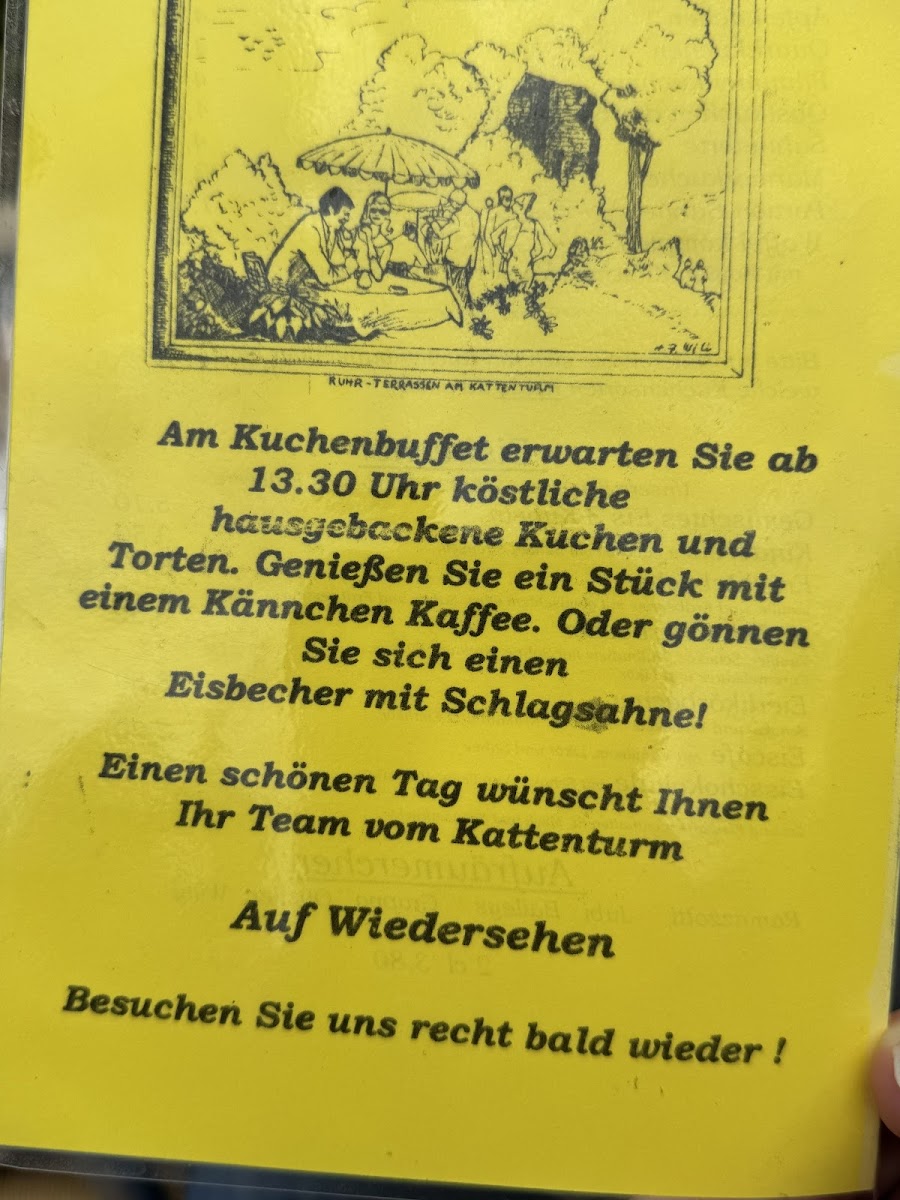 RUHR-TERRASSEN AM KATTENTURM
Am Kuchenbuffet erwarten Sie ab
13.30 Uhr köstliche
hausgebackene Kuchen und
Torten. Genießen Sie ein Stück mit
einem Kännchen Kaffee. Oder gönnen
Sie sich einen
Eisbecher mit Schlagsahne!
Einen schönen Tag wünscht Ihnen
Ihr Team vom Kattenturm
Auf Wiedersehen
Besuchen Sie uns recht bald wieder !